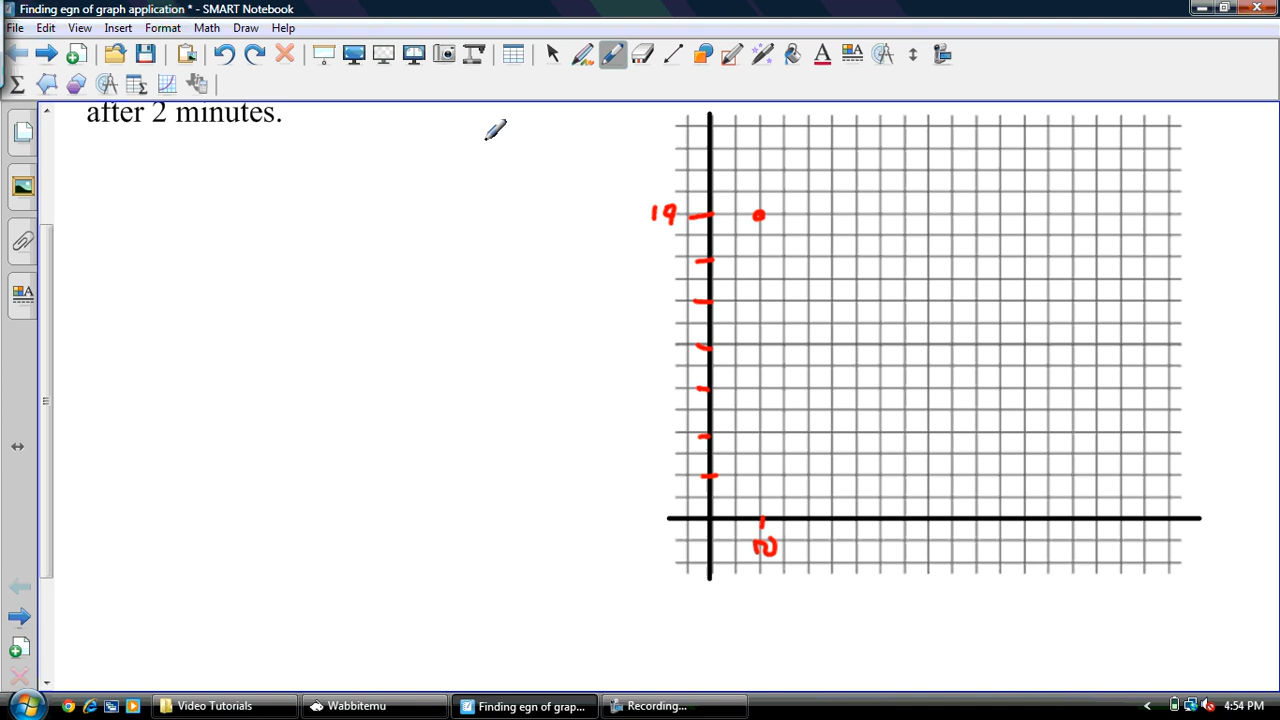 Finding eqn of graph application * - SMART Notebook
File Edit View Insert Format Math Draw Help
after 2 minutes.
19
2
Video Tutorials
Wabbitemu
Finding eqn of grap...
Recording...
4:54 PM